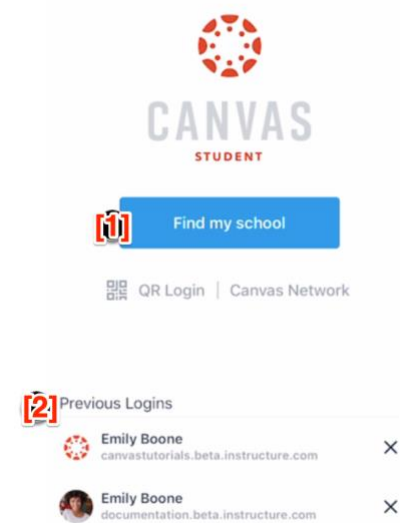 CANVAS
STUDENT
[1] Find my school
QR Login | Canvas Network
[2] Previous Logins
Emily Boone
canvastutorials.beta.instructure.com
Emily Boone
documentation.beta.instructure.com